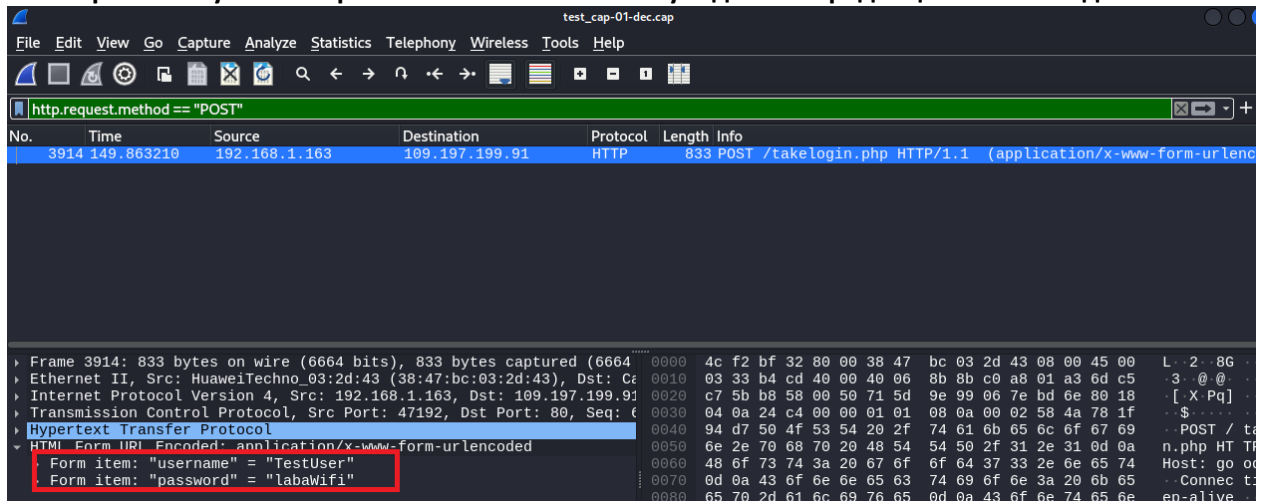 test_cap-01-dec.cap
File Edit View Go Capture Analyze Statistics Telephony Wireless Tools Help
http.request.method == "POST"
No. Time Source Destination Protocol Length Info
3914 149.863210 192.168.1.163 109.197.199.91 HTTP 833 POST /takelogin.php HTTP/1.1 (application/x-www-form-urlenc
Frame 3914: 833 bytes on wire (6664 bits), 833 bytes captured (6664
Ethernet II, Src: HuaweiTechno_03:2d:43 (38:47:bc:03:2d:43), Dst: Ca
Internet Protocol Version 4, Src: 192.168.1.163, Dst: 109.197.199.91
Transmission Control Protocol, Src Port: 47192, Dst Port: 80, Seq: 6
Hypertext Transfer Protocol
HTML Form URL Encoded: application/x-www-form-urlencoded
Form item: "username" = "TestUser"
Form item: "password" = "labaWifi"
0000 4c f2 bf 32 80 00 38 47 bc 03 2d 43 08 00 45 00 L··2··8G
0010 03 33 b4 cd 40 00 40 06 8b 8b c0 a8 01 a3 6d c5 ·3··@·@·
0020 c7 5b b8 58 00 50 71 5d 9e 99 06 7e bd 6e 80 18 ·[·X·Pq]
0030 04 0a 24 c4 00 00 01 01 08 0a 00 02 58 4a 78 1f ··$·····
0040 94 d7 50 4f 53 54 20 2f 74 61 6b 65 6c 6f 67 69 ··POST / ta
0050 6e 2e 70 68 70 20 48 54 54 50 2f 31 2e 31 0d 0a n.php HT TP
0060 48 6f 73 74 3a 20 67 6f 6f 64 37 33 2e 6e 65 74 Host: go od
0070 0d 0a 43 6f 6e 6e 65 63 74 69 6f 6e 3a 20 6b 65 ··Connec ti
0080 65 70 2d 61 6c 69 76 65 0d 0a 43 6f 6e 74 65 6e ep-alive